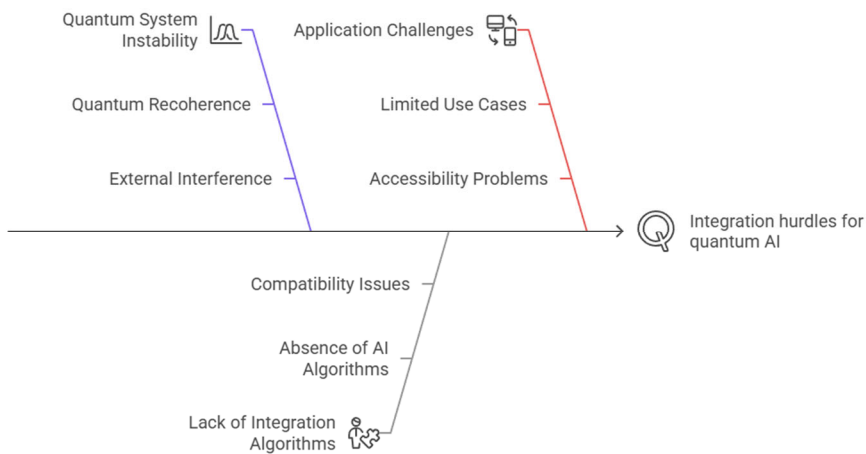 Quantum System
Instability
Application Challenges
Quantum Recoherence
Limited Use Cases
External Interference
Accessibility Problems
Integration hurdles for
quantum AI
Compatibility Issues
Absence of AI
Algorithms
Lack of Integration
Algorithms